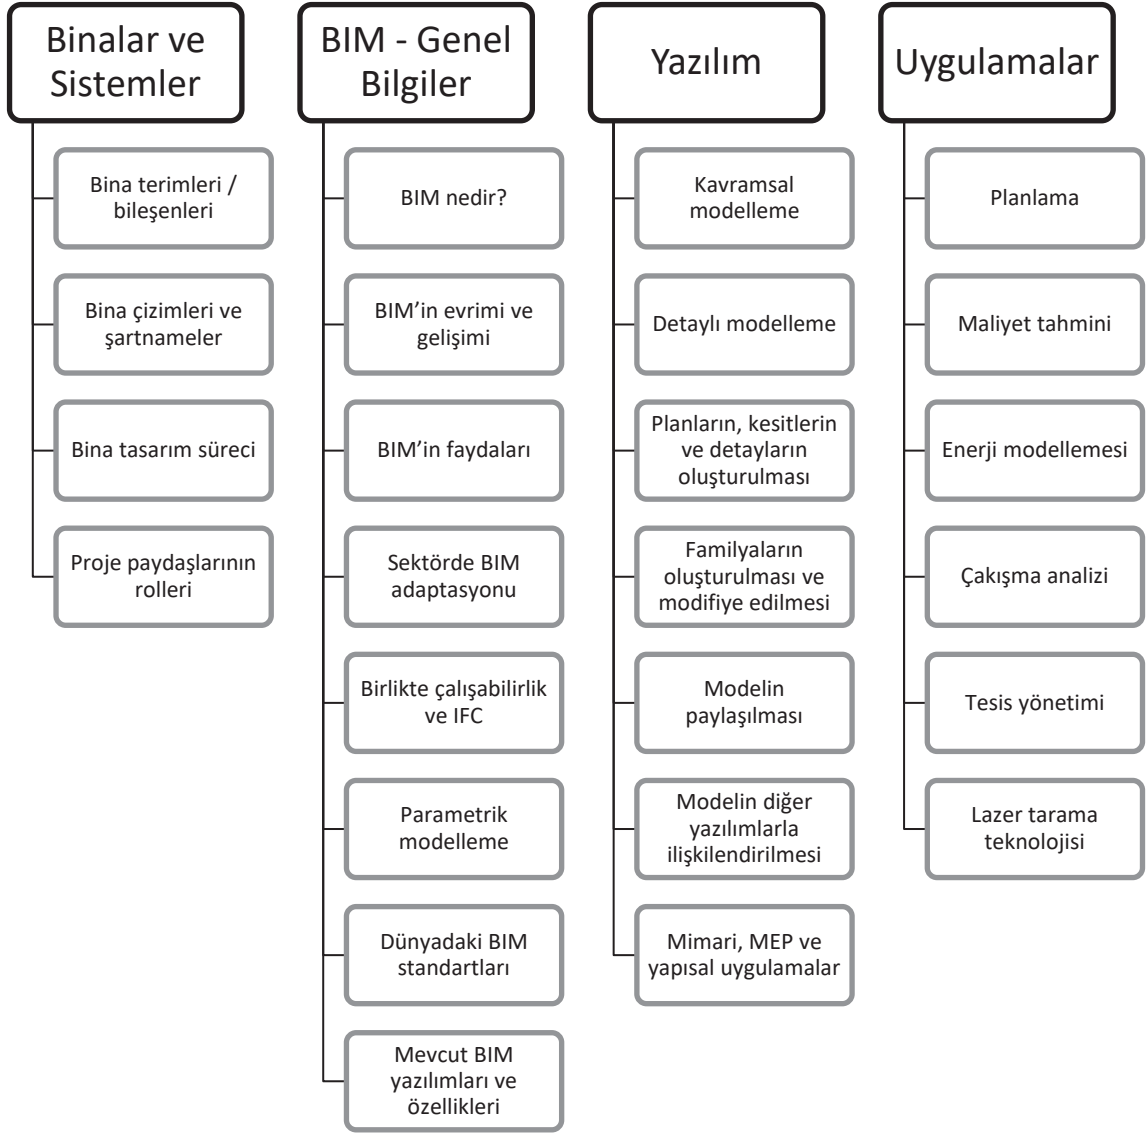 Binalar ve
Sistemler
Bina terimleri /
bileşenleri
Bina çizimleri ve
şartnameler
Bina tasarım süreci
Proje paydaşlarının
rolleri
BIM - Genel
Bilgiler
BIM nedir?
BIM’in evrimi ve
gelişimi
BIM’in faydaları
Sektörde BIM
adaptasyonu
Birlikte çalışabilirlik
ve IFC
Parametrik
modelleme
Dünyadaki BIM
standartları
Mevcut BIM
yazılımları ve
özellikleri
Yazılım
Kavramsal
modelleme
Detaylı modelleme
Planların, kesitlerin
ve detayların
oluşturulması
Familyaların
oluşturulması ve
modifiye edilmesi
Modelin
paylaşılması
Modelin diğer
yazılımlarla
ilişkilendirilmesi
Mimari, MEP ve
yapısal uygulamalar
Uygulamalar
Planlama
Maliyet tahmini
Enerji modellemesi
Çakışma analizi
Tesis yönetimi
Lazer tarama
teknolojisi